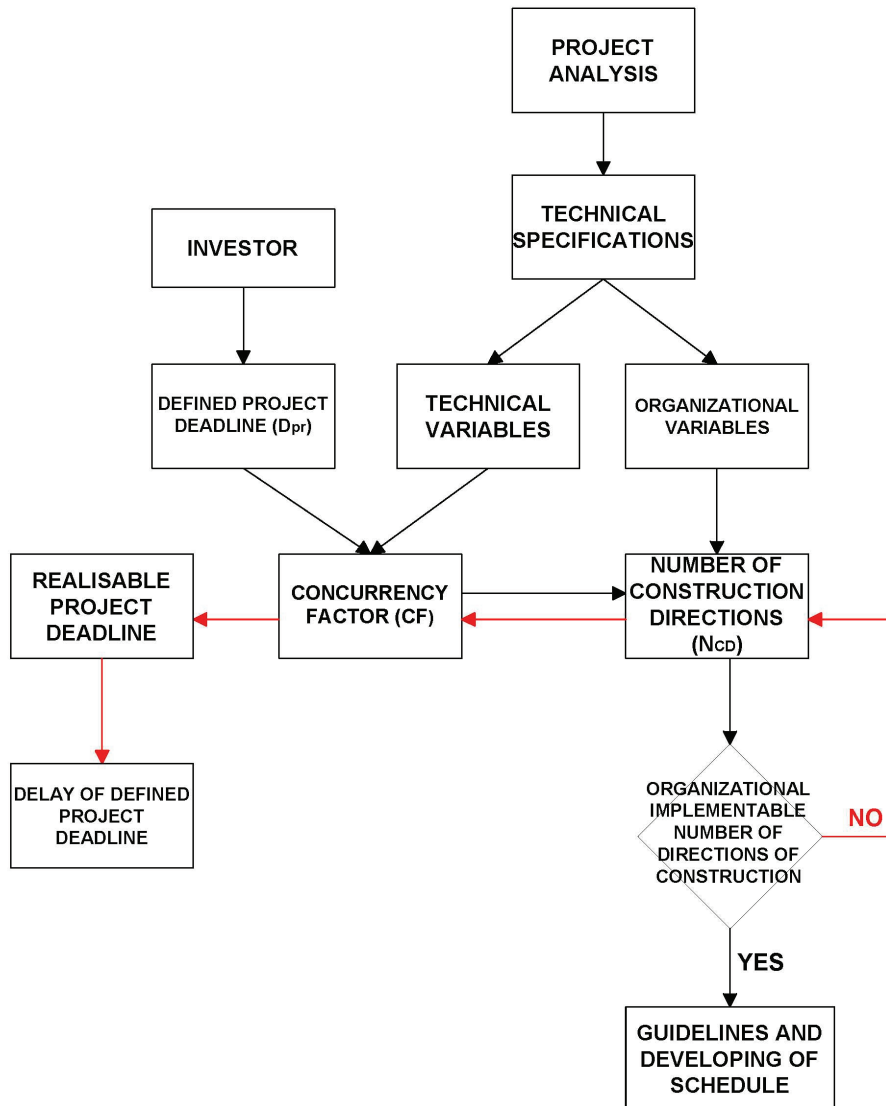 PROJECT
ANALYSIS
TECHNICAL
SPECIFICATIONS
INVESTOR
DEFINED PROJECT
DEADLINE (Dpr)
TECHNICAL
VARIABLES
ORGANIZATIONAL
VARIABLES
REALISABLE
PROJECT
DEADLINE
CONCURRENCY
FACTOR (CF)
NUMBER OF
CONSTRUCTION
DIRECTIONS
(NCD)
DELAY OF DEFINED
PROJECT
DEADLINE
ORGANIZATIONAL
IMPLEMENTABLE
NUMBER OF
DIRECTIONS OF
CONSTRUCTION
NO
YES
GUIDELINES AND
DEVELOPING OF
SCHEDULE